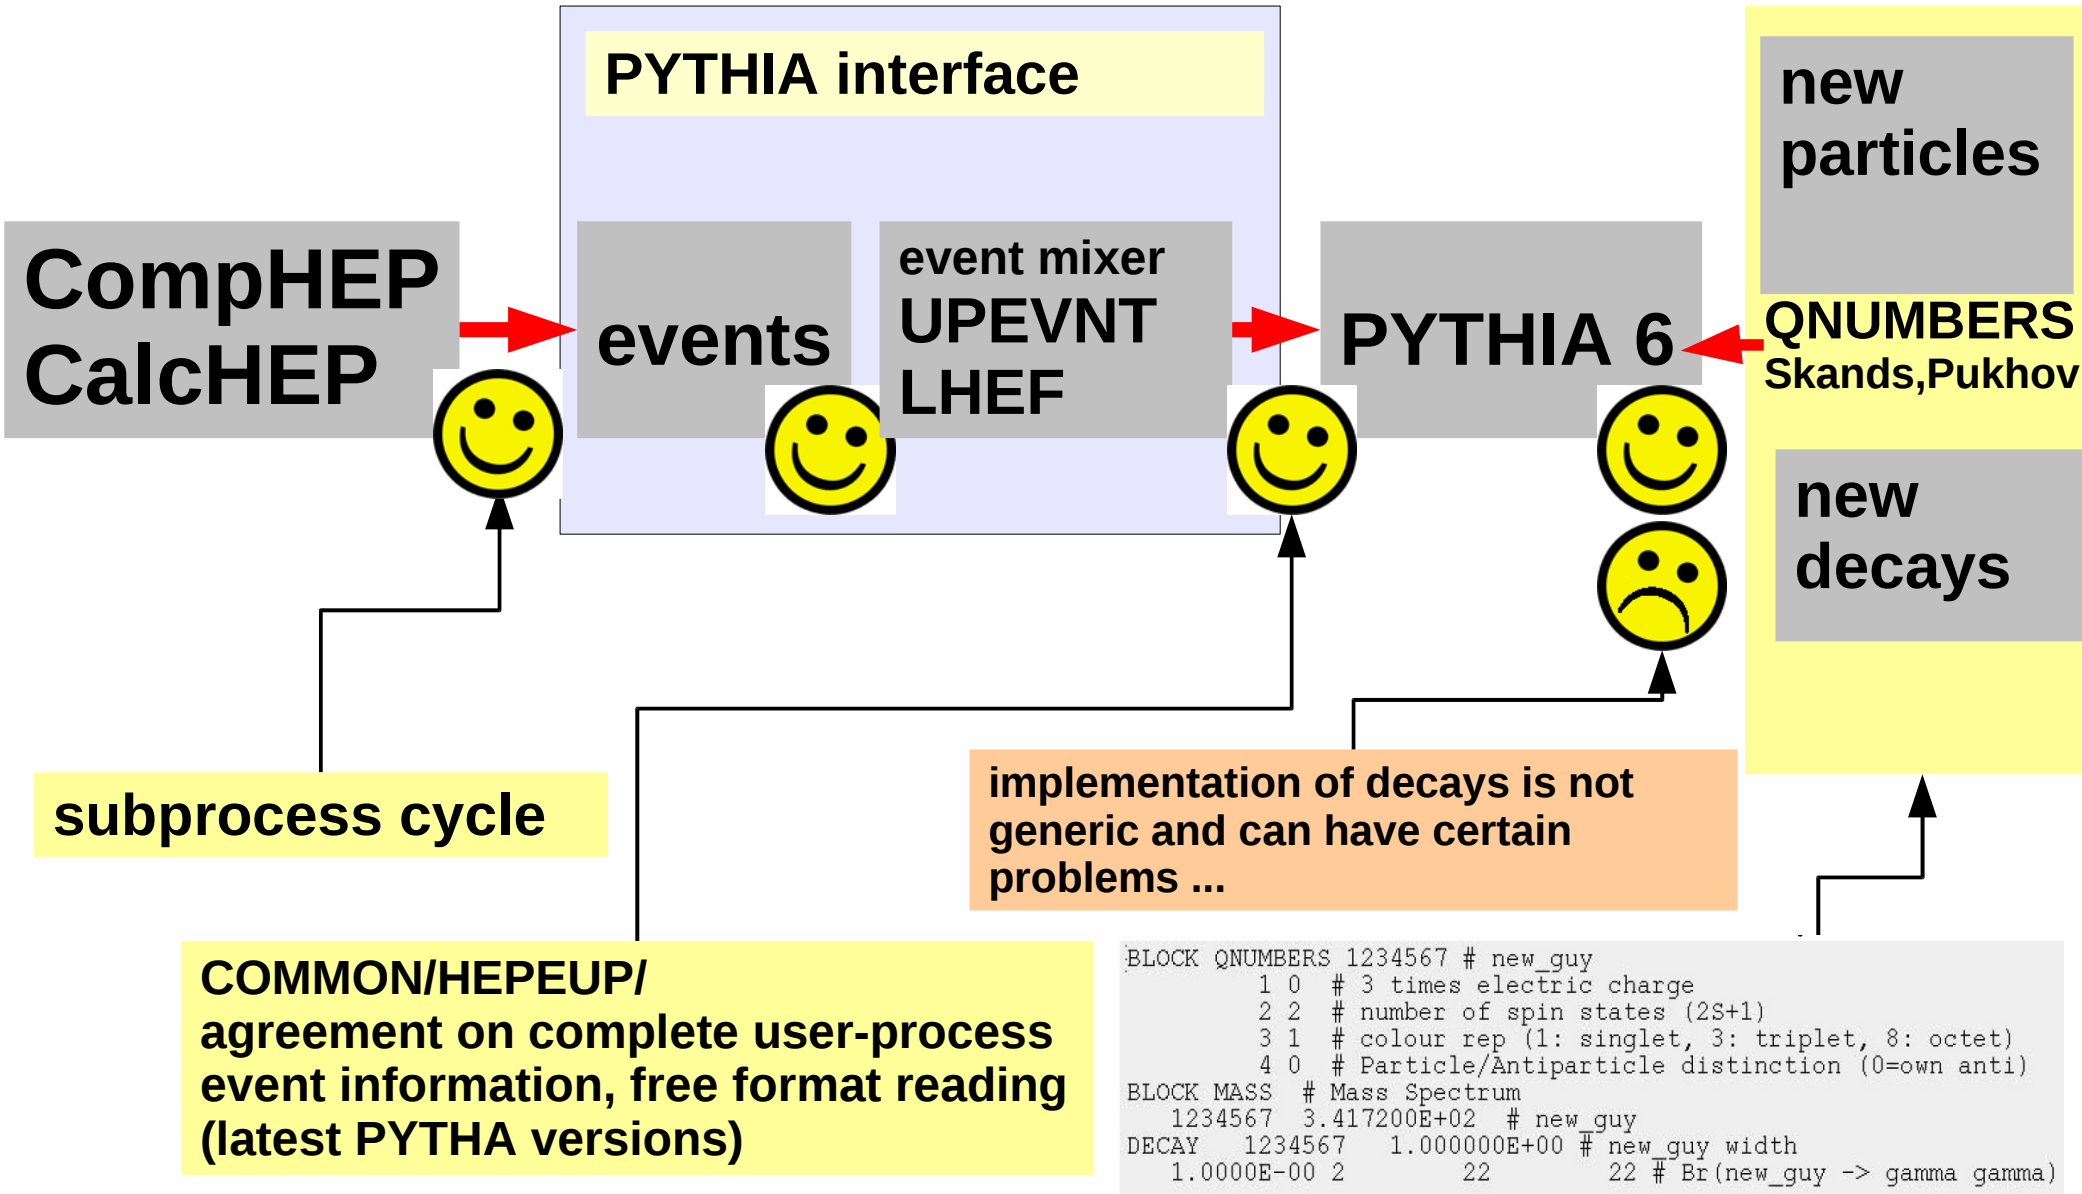 PYTHIA interface
new
particles
CompHEP
CalcHEP
events
event mixer
UPEVNT
LHEF
PYTHIA 6
QNUMBERS
Skands,Pukhov
new
decays
subprocess cycle
implementation of decays is not
generic and can have certain
problems ...
COMMON/HEPEUP/
agreement on complete user-process
event information, free format reading
(latest PYTHA versions)
BLOCK QNUMBERS 1234567 # new_guy
1 0 # 3 times electric charge
2 2 # number of spin states (2S+1)
3 1 # colour rep (1: singlet, 3: triplet, 8: octet)
4 0 # Particle/Antiparticle distinction (0=own anti)
BLOCK MASS # Mass Spectrum
1234567 3.417200E+02 # new_guy
DECAY 1234567 1.000000E+00 # new_guy width
1.0000E-00 2 22 22 # Br(new_guy -> gamma gamma)